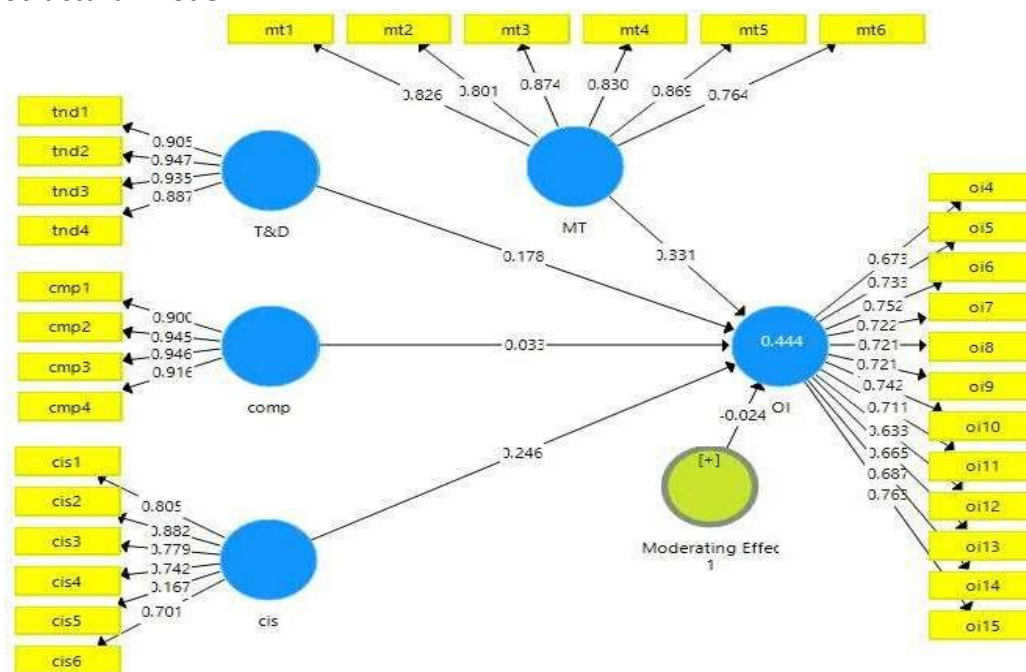 Structural Model
mt1
mt2
mt3
mt4
mt5
mt6
0.826
0.801
0.874
0.830
0.869
0.764
tnd1
tnd2
tnd3
tnd4
0.905
0.947
0.935
0.887
T&D
MT
0.178
0.331
cmp1
cmp2
cmp3
cmp4
0.900
0.945
0.946
0.916
comp
0.033
0.444
OI
-0.024
[+]
Moderating Effec
1
cis1
cis2
cis3
cis4
cis5
cis6
0.805
0.882
0.779
0.742
0.167
0.701
cis
0.246
oi4
oi5
oi6
oi7
oi8
oi9
oi10
oi11
oi12
oi13
oi14
oi15
0.673
0.733
0.752
0.722
0.721
0.721
0.742
0.711
0.633
0.665
0.687
0.763